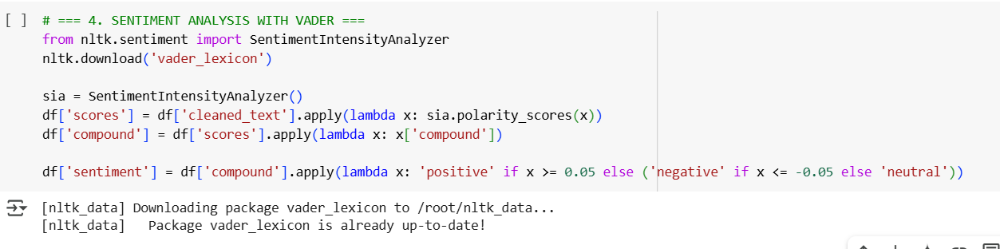 [ ] # === 4. SENTIMENT ANALYSIS WITH VADER ===
from nltk.sentiment import SentimentIntensityAnalyzer
nltk.download('vader_lexicon')
sia = SentimentIntensityAnalyzer()
df['scores'] = df['cleaned_text'].apply(lambda x: sia.polarity_scores(x))
df['compound'] = df['scores'].apply(lambda x: x['compound'])
df['sentiment'] = df['compound'].apply(lambda x: 'positive' if x >= 0.05 else ('negative' if x <= -0.05 else 'neutral'))
[nltk_data] Downloading package vader_lexicon to /root/nltk_data...
[nltk_data]   Package vader_lexicon is already up-to-date!